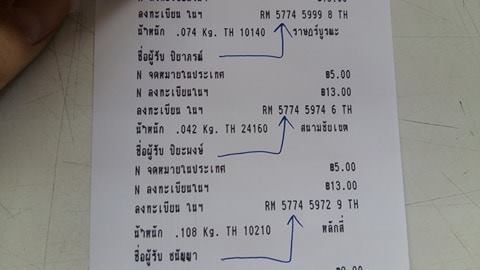 ลงทะเบียน ในฯ RM 5774 5999 8 TH
น้ำหนัก .074 Kg. TH 10140 ราษฎร์บูรณะ
ชื่อผู้รับ ปิยาภรณ์
N จดหมายในประเทศ ฿5.00
N ลงทะเบียนในฯ ฿13.00
ลงทะเบียน ในฯ RM 5774 5974 6 TH
น้ำหนัก .042 Kg. TH 24160 สนามชัยเขต
ชื่อผู้รับ ปิยะพงษ์
N จดหมายในประเทศ ฿5.00
N ลงทะเบียนในฯ ฿13.00
ลงทะเบียน ในฯ RM 5774 5972 9 TH
น้ำหนัก .108 Kg. TH 10210 หลักสี่
ชื่อผู้รับ ชนัญญา